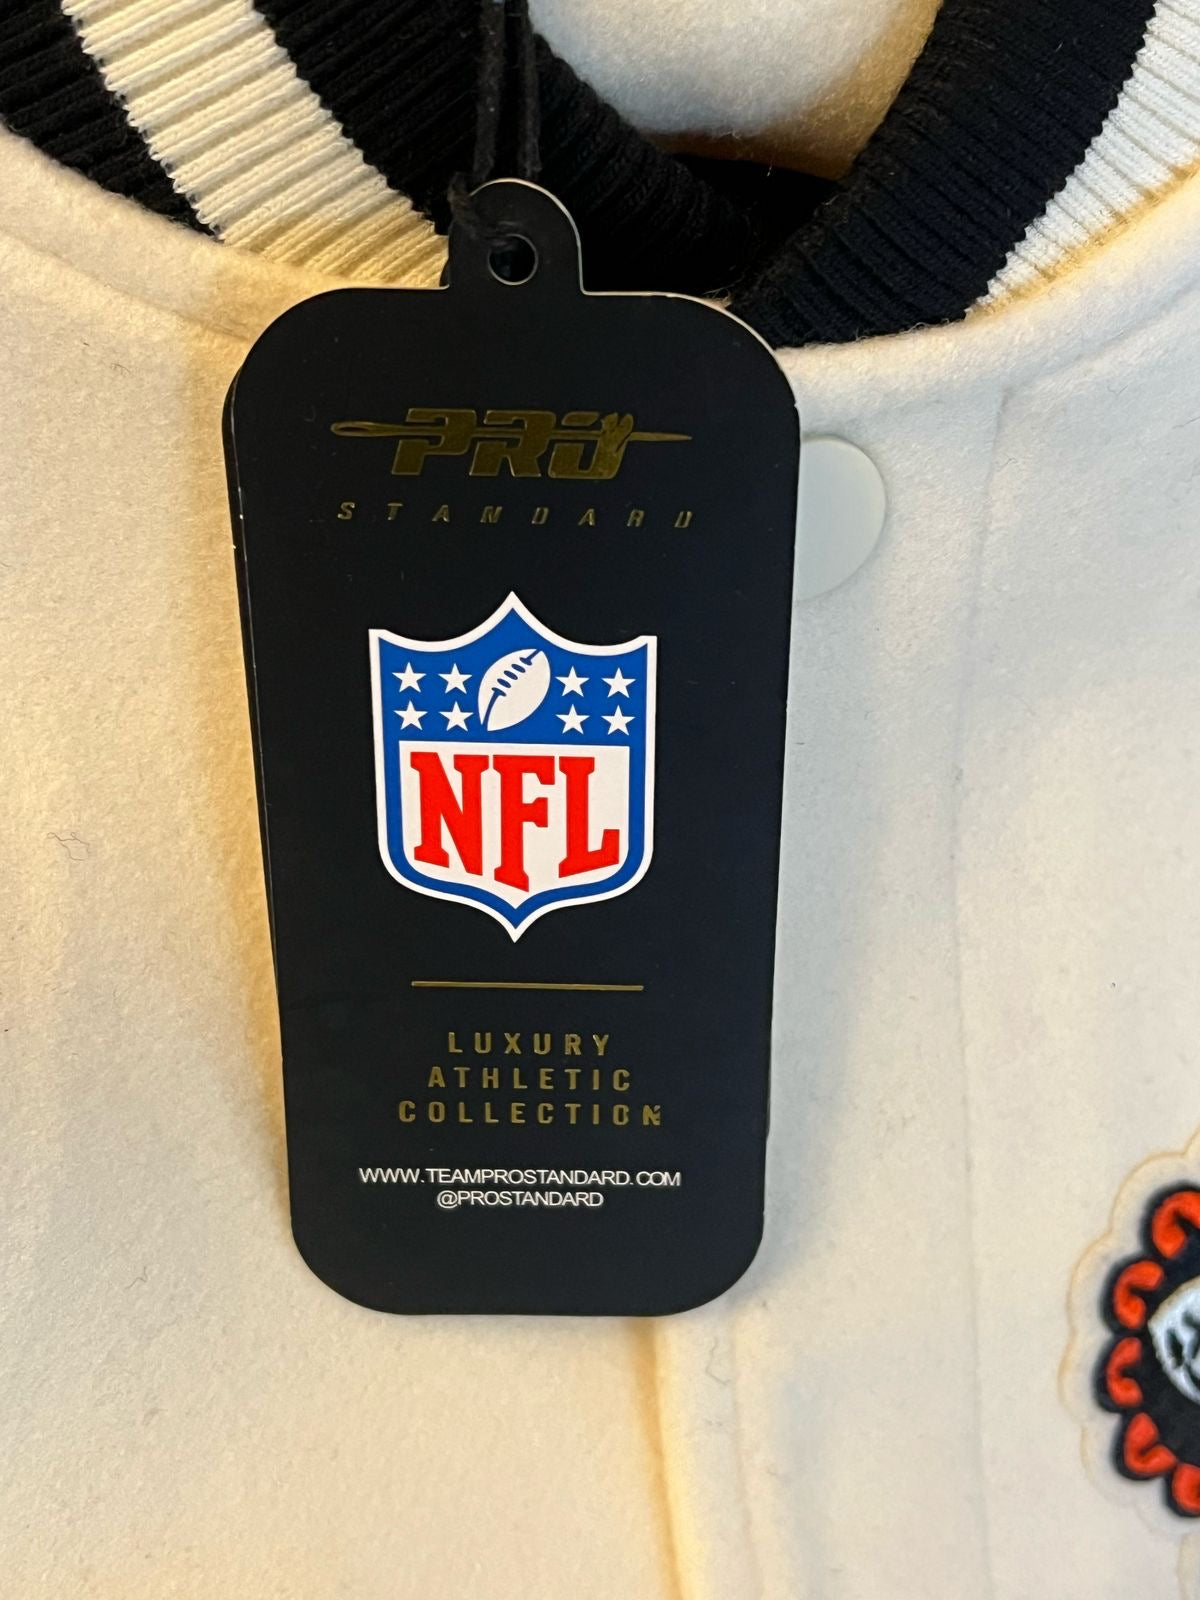 PRO
STANDARD
NFL
LUXURY
ATHLETIC
COLLECTION
WWW.TEAMPROSTANDARD.COM
@PROSTANDARD